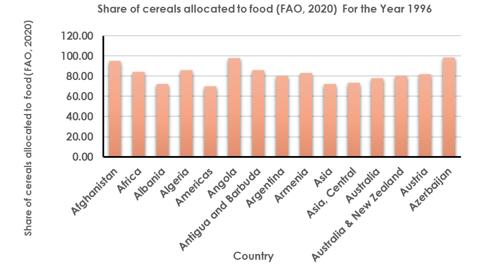 Share of cereals allocated to food (FAO, 2020) For the Year 1996
Share of cereals allocated to food (FAO, 2020)
120.00
100.00
80.00
60.00
40.00
20.00
0.00
Afghanistan
Africa
Albania
Algeria
Americas
Angola
Antigua and Barbuda
Argentina
Armenia
Asia
Asia, Central
Australia
Australia & New Zealand
Austria
Azerbaijan
Country